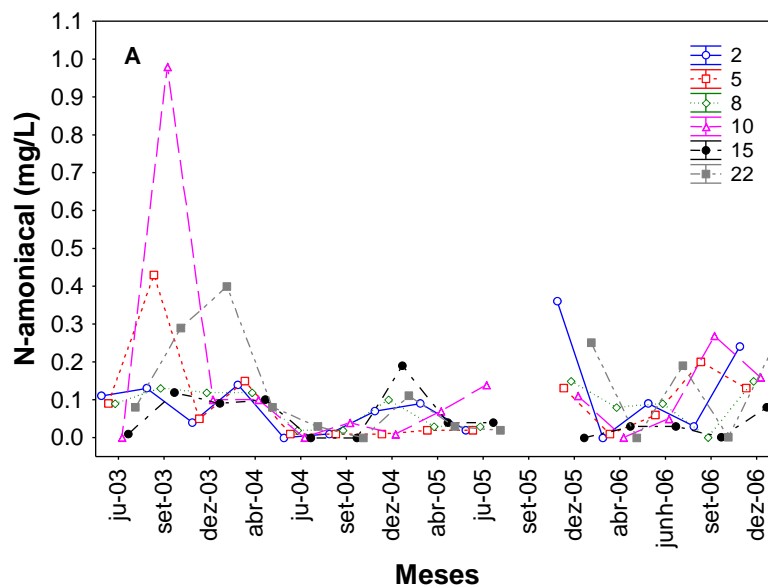 A
1.1
1.0
0.9
0.8
0.7
0.6
0.5
0.4
0.3
0.2
0.1
0.0
N-amoniacal (mg/L)
2
5
8
10
15
22
ju-03
set-03
dez-03
abr-04
ju-04
set-04
dez-04
abr-05
ju-05
set-05
dez-05
abr-06
junh-06
set-06
dez-06
Meses